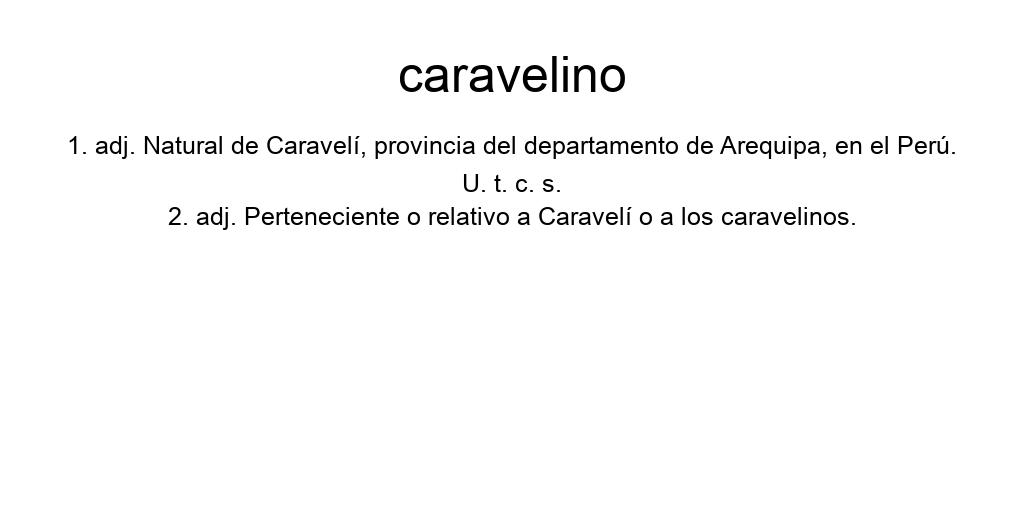 caravelino
1. adj. Natural de Caravelí, provincia del departamento de Arequipa, en el Perú.
U. t. c. s.
2. adj. Perteneciente o relativo a Caravelí o a los caravelinos.